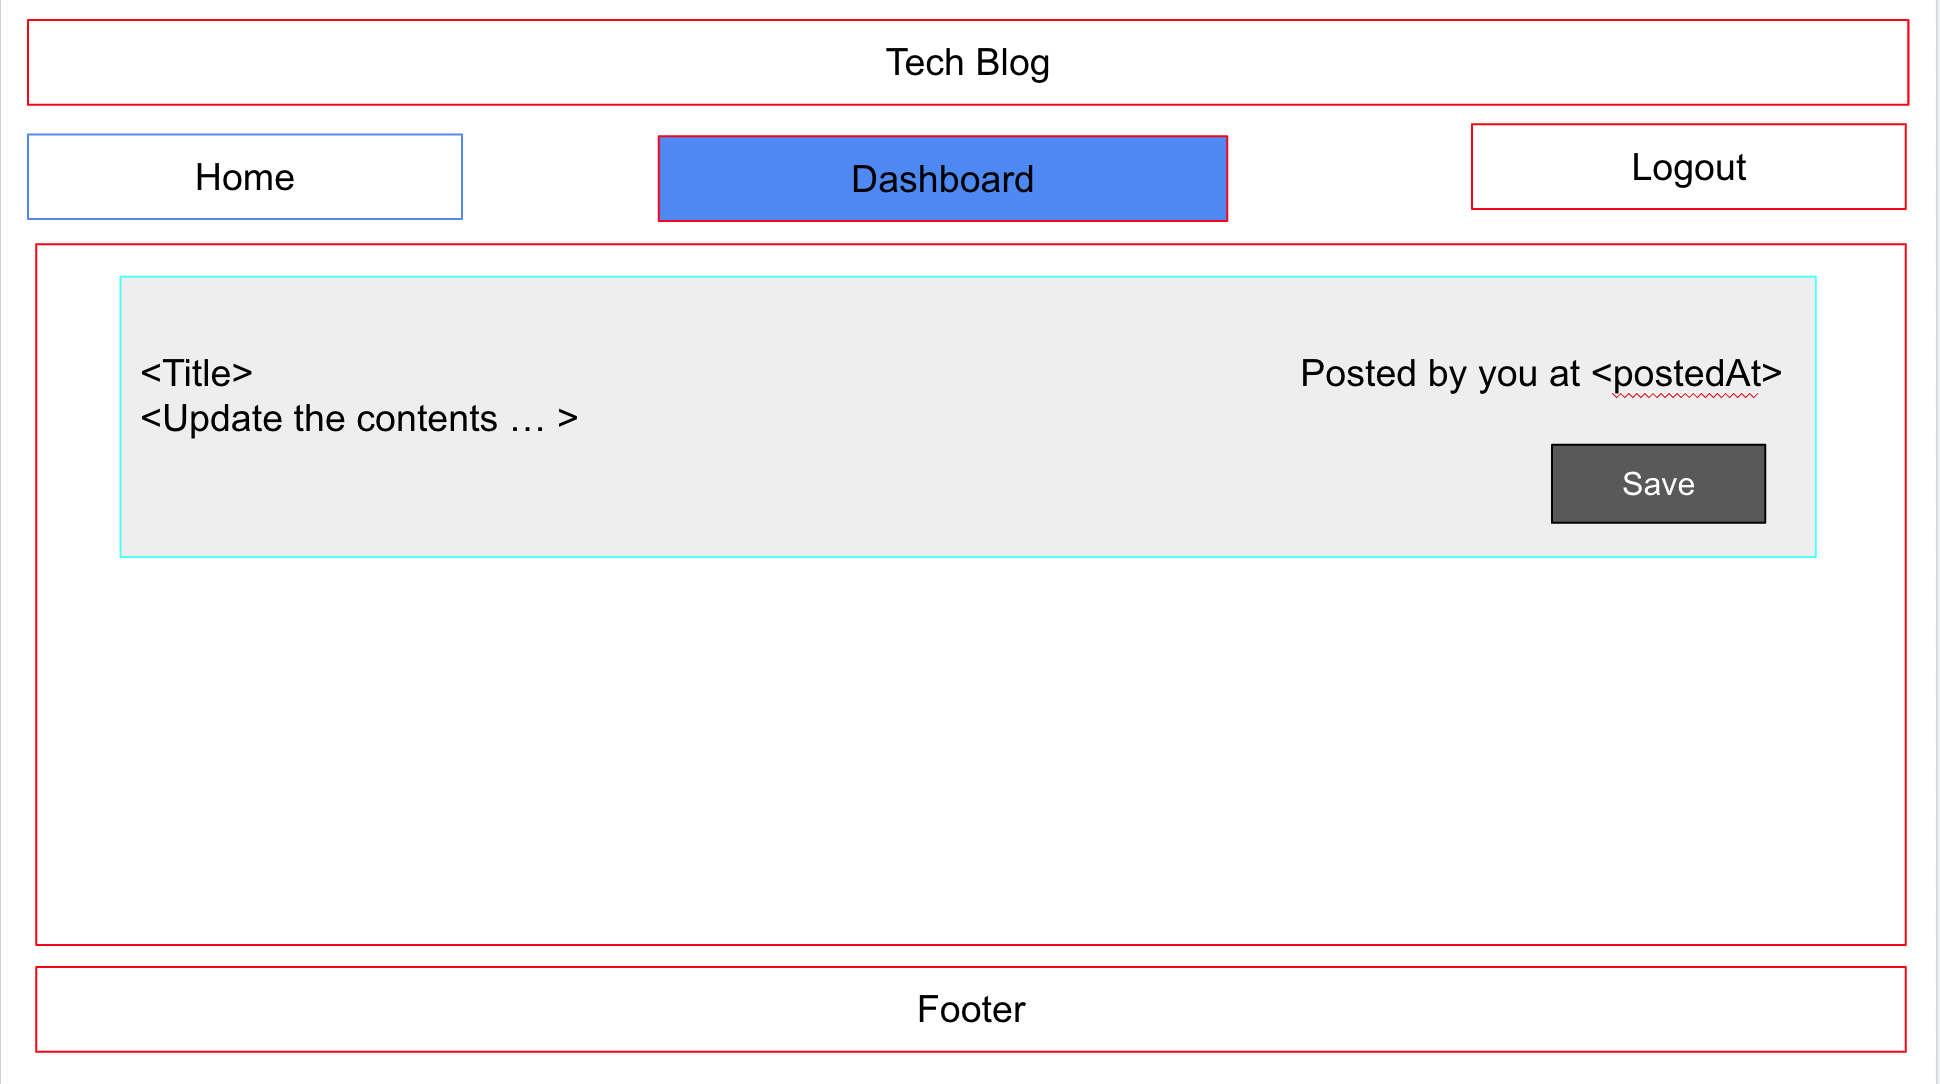 Tech Blog
Home
Dashboard
Logout
<Title>
Posted by you at <postedAt>
<Update the contents … >
Save
Footer